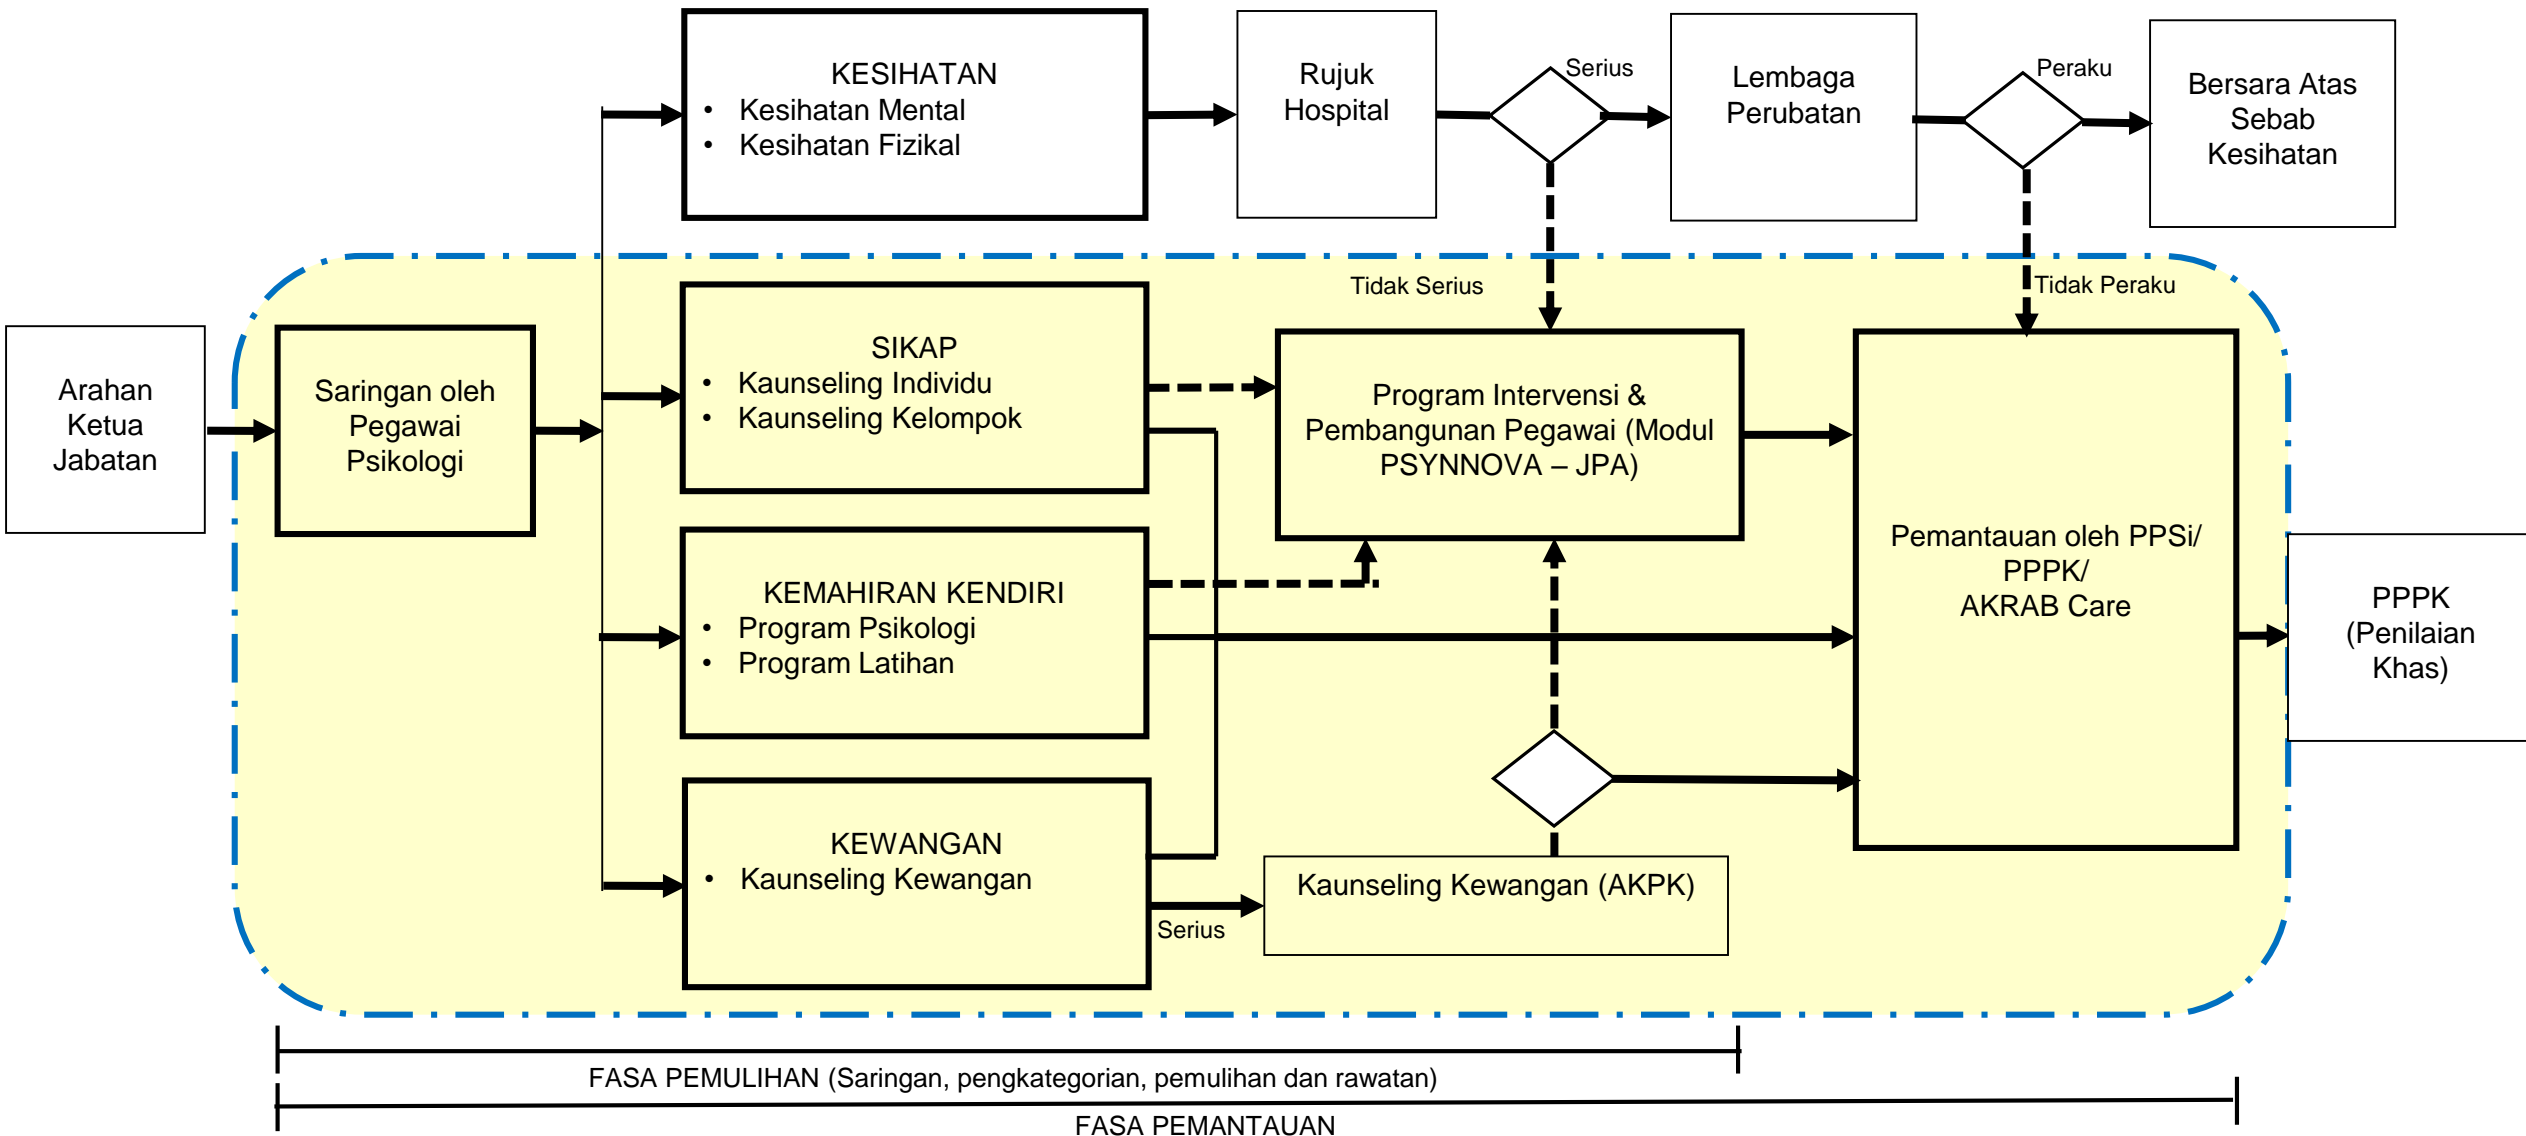 KESIHATAN
• Kesihatan Mental
• Kesihatan Fizikal
Rujuk
Hospital
Serius
Lembaga
Perubatan
Peraku
Bersara Atas
Sebab
Kesihatan
Tidak Serius
Tidak Peraku
Arahan
Ketua
Jabatan
Saringan oleh
Pegawai
Psikologi
SIKAP
• Kaunseling Individu
• Kaunseling Kelompok
Program Intervensi &
Pembangunan Pegawai (Modul
PSYNNOVA – JPA)
Pemantauan oleh PPSi/
PPPK/
AKRAB Care
KEMAHIRAN KENDIRI
• Program Psikologi
• Program Latihan
PPPK
(Penilaian
Khas)
KEWANGAN
• Kaunseling Kewangan
Serius
Kaunseling Kewangan (AKPK)
FASA PEMULIHAN (Saringan, pengkategorian, pemulihan dan rawatan)
FASA PEMANTAUAN